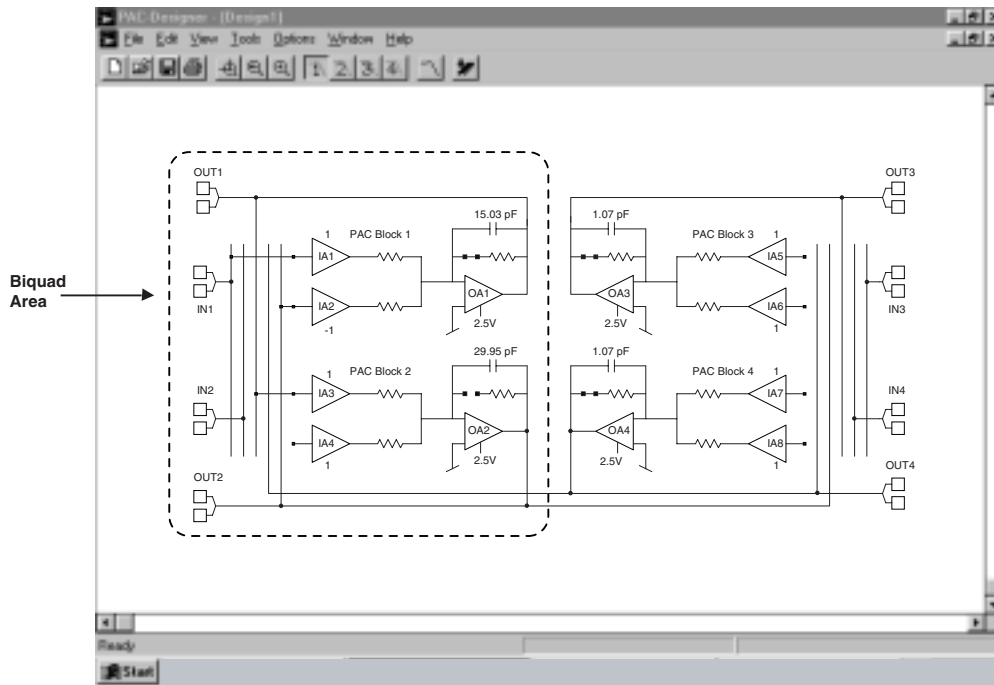 PAC-Designer - [Design1]
File Edit View Tools Options Window Help
1 2 3 4
OUT1
OUT3
15.03 pF
1.07 pF
1
PAC Block 1
PAC Block 3
1
IA1
IA5
Biquad
Area
IN1
OA1
OA3
IN3
IA2
IA6
-1
2.5V
2.5V
1
29.95 pF
1.07 pF
1
PAC Block 2
PAC Block 4
1
IN2
IA3
IA7
IN4
OA2
OA4
IA4
IA8
1
2.5V
2.5V
1
OUT2
OUT4
Ready
Start